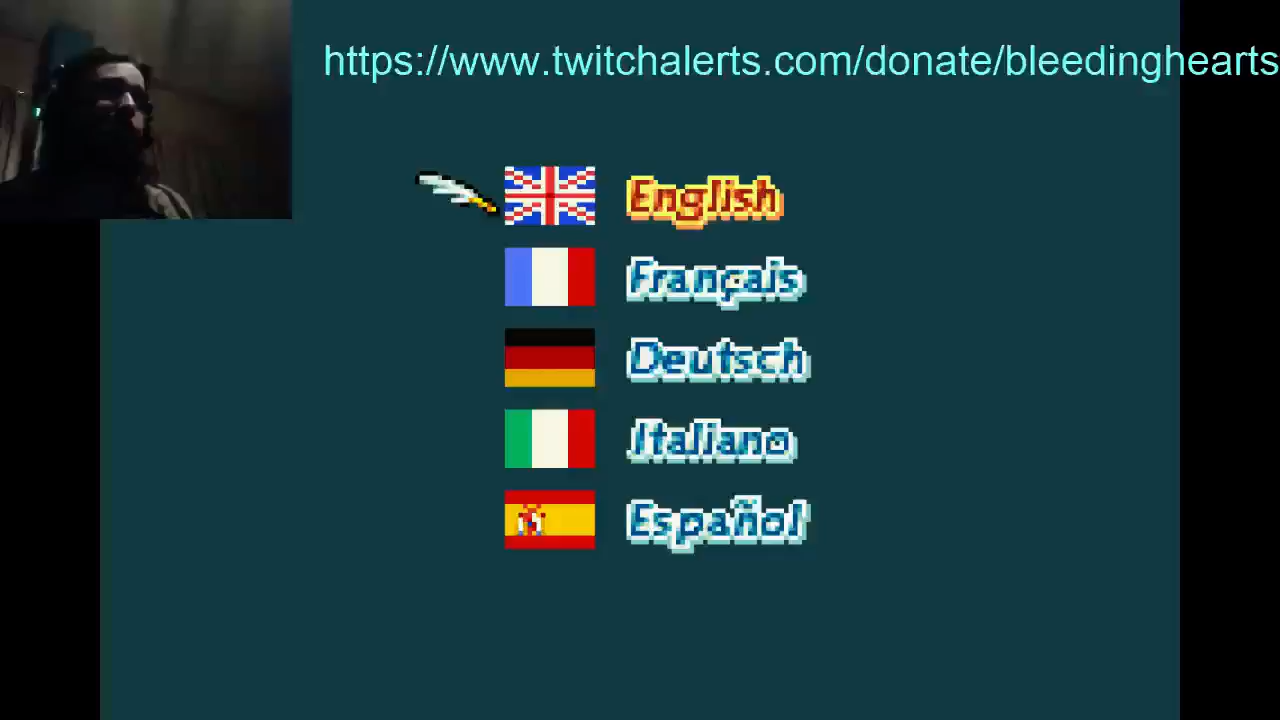 https://www.twitchalerts.com/donate/bleedinghearts
English
Français
Deutsch
Italiano
Español